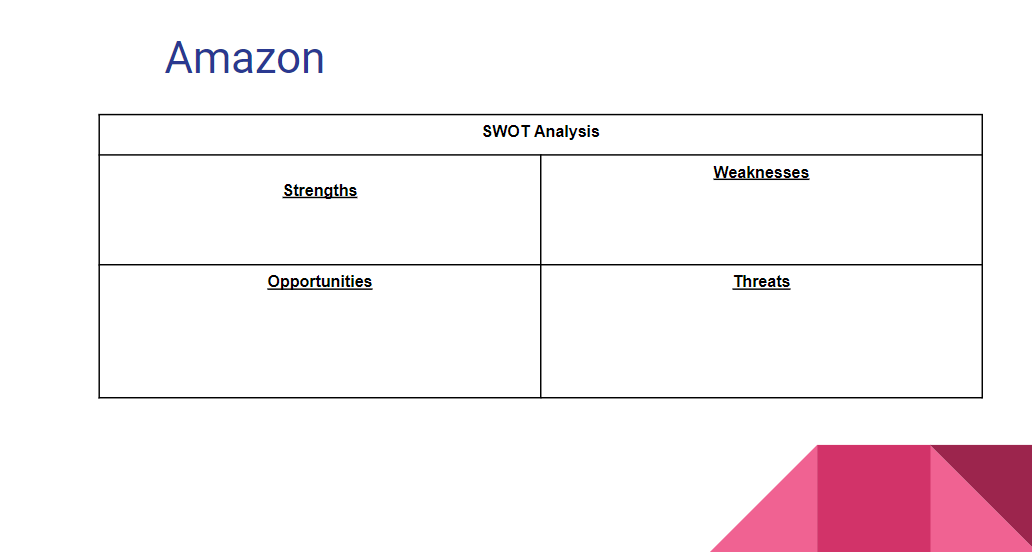 Amazon
SWOT Analysis
Strengths
Weaknesses
Opportunities
Threats